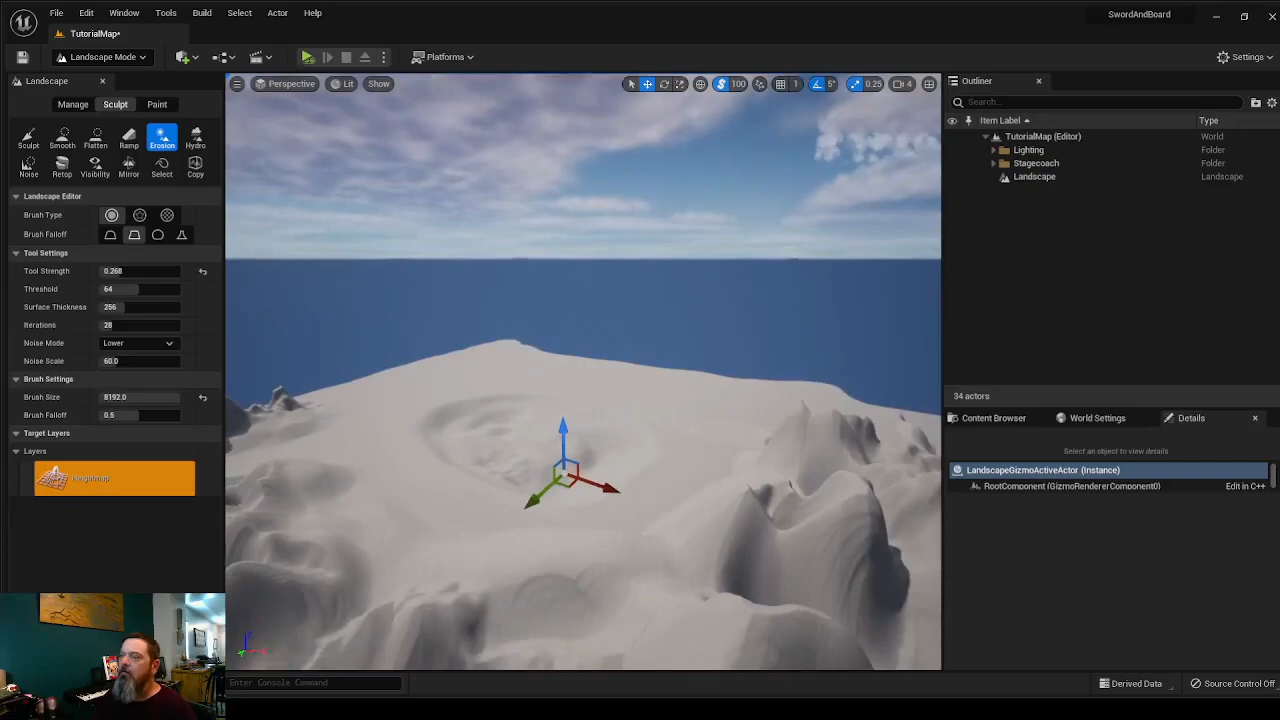 File Edit Window Tools Build Select Actor Help
SwordAndBoard
TutorialMap*
Landscape Mode
Platforms
Settings
Landscape
Manage Sculpt Paint
Sculpt Smooth Flatten Ramp Erosion Hydro
Noise Retop Visibility Mirror Select Copy
Landscape Editor
Brush Type
Brush Falloff
Tool Settings
Tool Strength 0.268
Threshold 64
Surface Thickness 256
Iterations 28
Noise Mode Lower
Noise Scale 60.0
Brush Settings
Brush Size 8192.0
Brush Falloff 0.5
Target Layers
Layers
Heightmap
Perspective Lit Show
100 1 5° 0.25 4
Outliner
Search...
Item Label Type
TutorialMap (Editor) World
Lighting Folder
Stagecoach Folder
Landscape Landscape
34 actors
Content Browser World Settings Details
Select an object to view details
LandscapeGizmoActiveActor (Instance)
RootComponent (GizmoRendererComponent0) Edit in C++
Enter Console Command
Derived Data Source Control Off